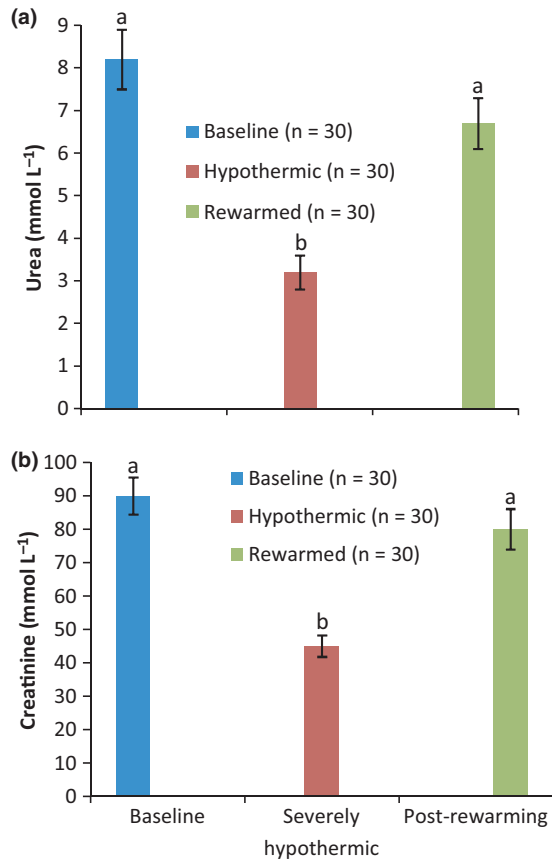 (a)
Urea (mmol L⁻¹)
9
8
7
6
5
4
3
2
1
0
a
b
a
Baseline (n = 30)
Hypothermic (n = 30)
Rewarmed (n = 30)
(b)
Creatinine (mmol L⁻¹)
100
90
80
70
60
50
40
30
20
10
0
a
b
a
Baseline (n = 30)
Hypothermic (n = 30)
Rewarmed (n = 30)
Baseline
Severely
hypothermic
Post-rewarming